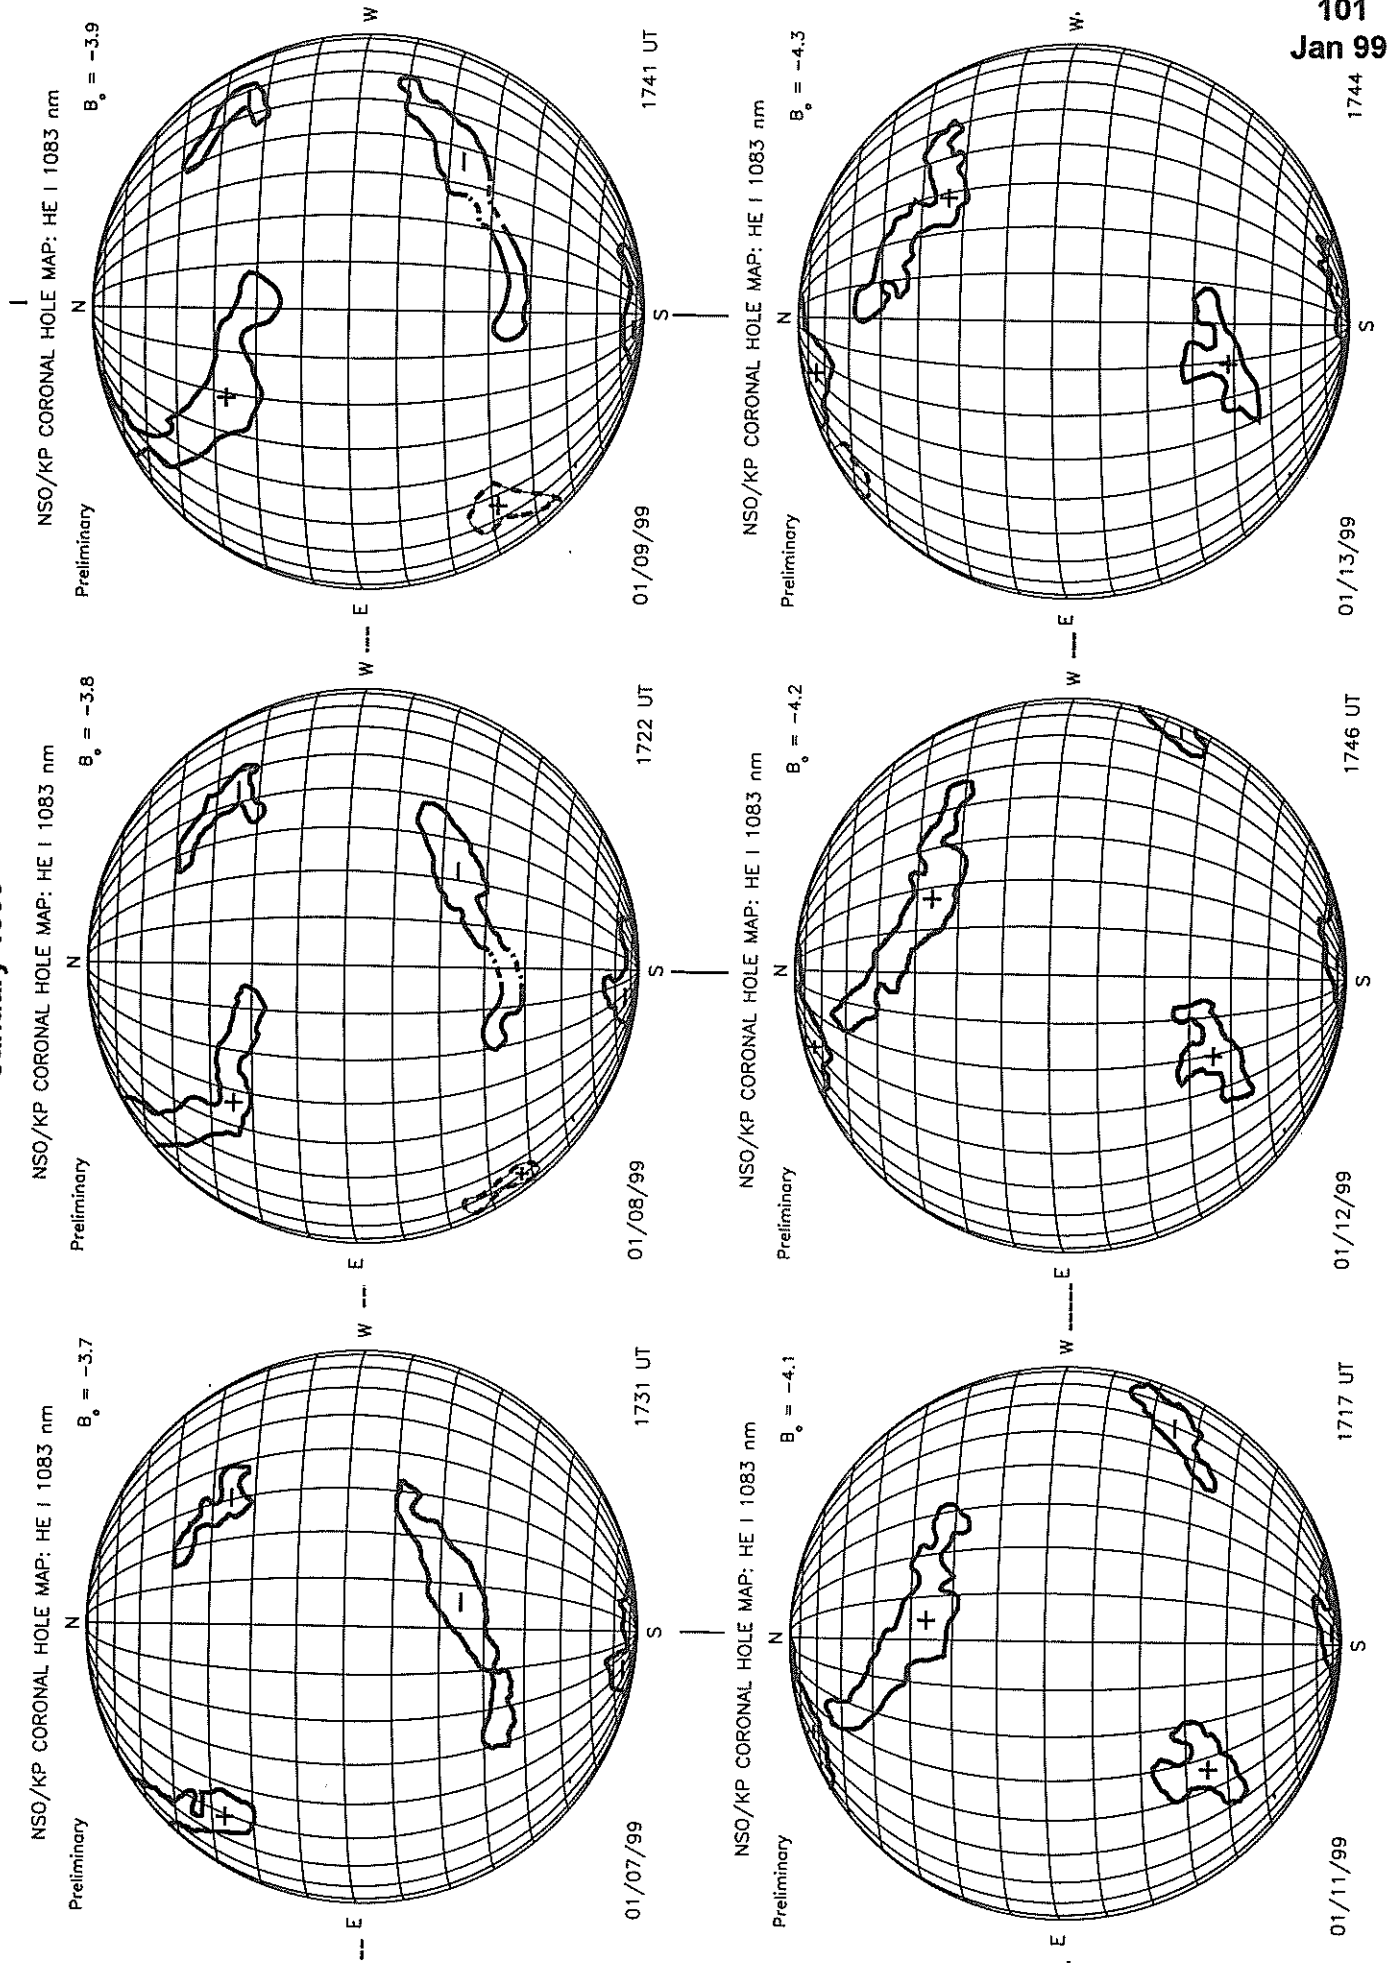 101
Jan 99
NSO/KP CORONAL HOLE MAP: HE I 1083 nm
Preliminary
B₀ = -3.7
N
E
W
S
01/07/99
1731 UT
NSO/KP CORONAL HOLE MAP: HE I 1083 nm
Preliminary
B₀ = -3.8
N
E
W
S
01/08/99
1722 UT
NSO/KP CORONAL HOLE MAP: HE I 1083 nm
Preliminary
B₀ = -3.9
N
E
W
S
01/09/99
1741 UT
NSO/KP CORONAL HOLE MAP: HE I 1083 nm
Preliminary
B₀ = -4.1
N
E
W
S
01/11/99
1717 UT
NSO/KP CORONAL HOLE MAP: HE I 1083 nm
Preliminary
B₀ = -4.2
N
E
W
S
01/12/99
1746 UT
NSO/KP CORONAL HOLE MAP: HE I 1083 nm
Preliminary
B₀ = -4.3
N
E
W
S
01/13/99
1744